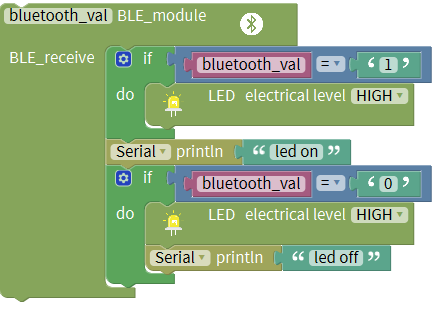 bluetooth_val BLE_module
BLE_receive if bluetooth_val = ‘ 1 ’
do LED electrical level HIGH
Serial println “ led on ”
if bluetooth_val = ‘ 0 ’
do LED electrical level HIGH
Serial println “ led off ”